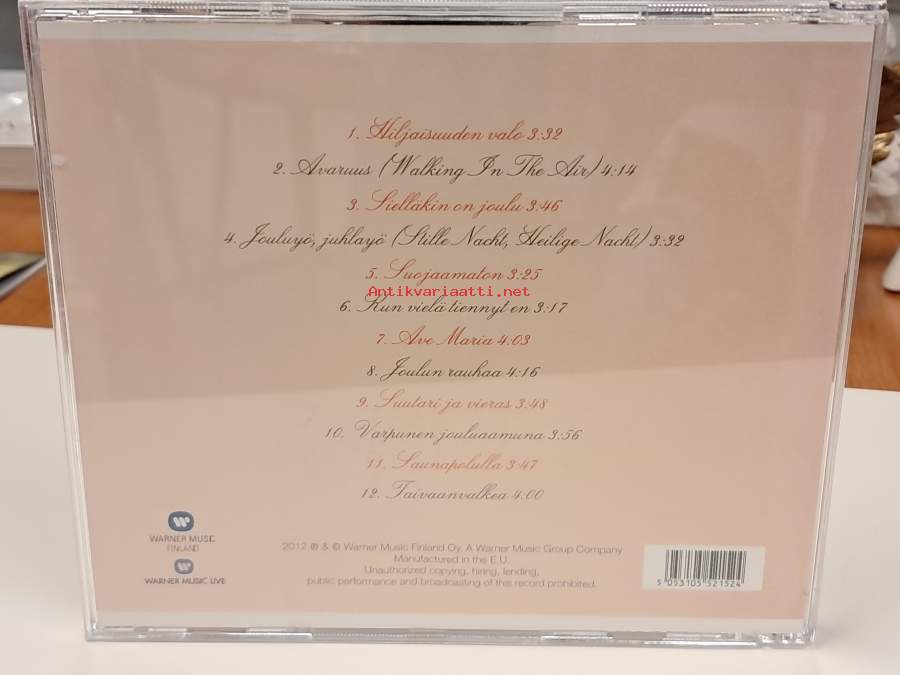 1. Hiljaisuuden valo 3:32
2. Avaruus (Walking In The Air) 4:14
3. Sielläkin on joulu 3:46
4. Jouluyö, juhlayö (Stille Nacht, Heilige Nacht) 3:32
5. Suojaamaton 3:25
Antikvariaatti.net
6. Kun vielä tiennyt en 3:17
7. Ave Maria 4:03
8. Joulun rauhaa 4:16
9. Suutari ja vieras 3:48
10. Varpunen jouluaamuna 3:56
11. Saunapolulla 3:47
12. Taivaanvalkea 4:00
WARNER MUSIC
FINLAND
WARNER MUSIC LIVE
2012 ℗ & © Warner Music Finland Oy, A Warner Music Group Company
Manufactured in the E.U.
Unauthorized copying, hiring, lending,
public performance and broadcasting of this record prohibited.
5 053105 521524